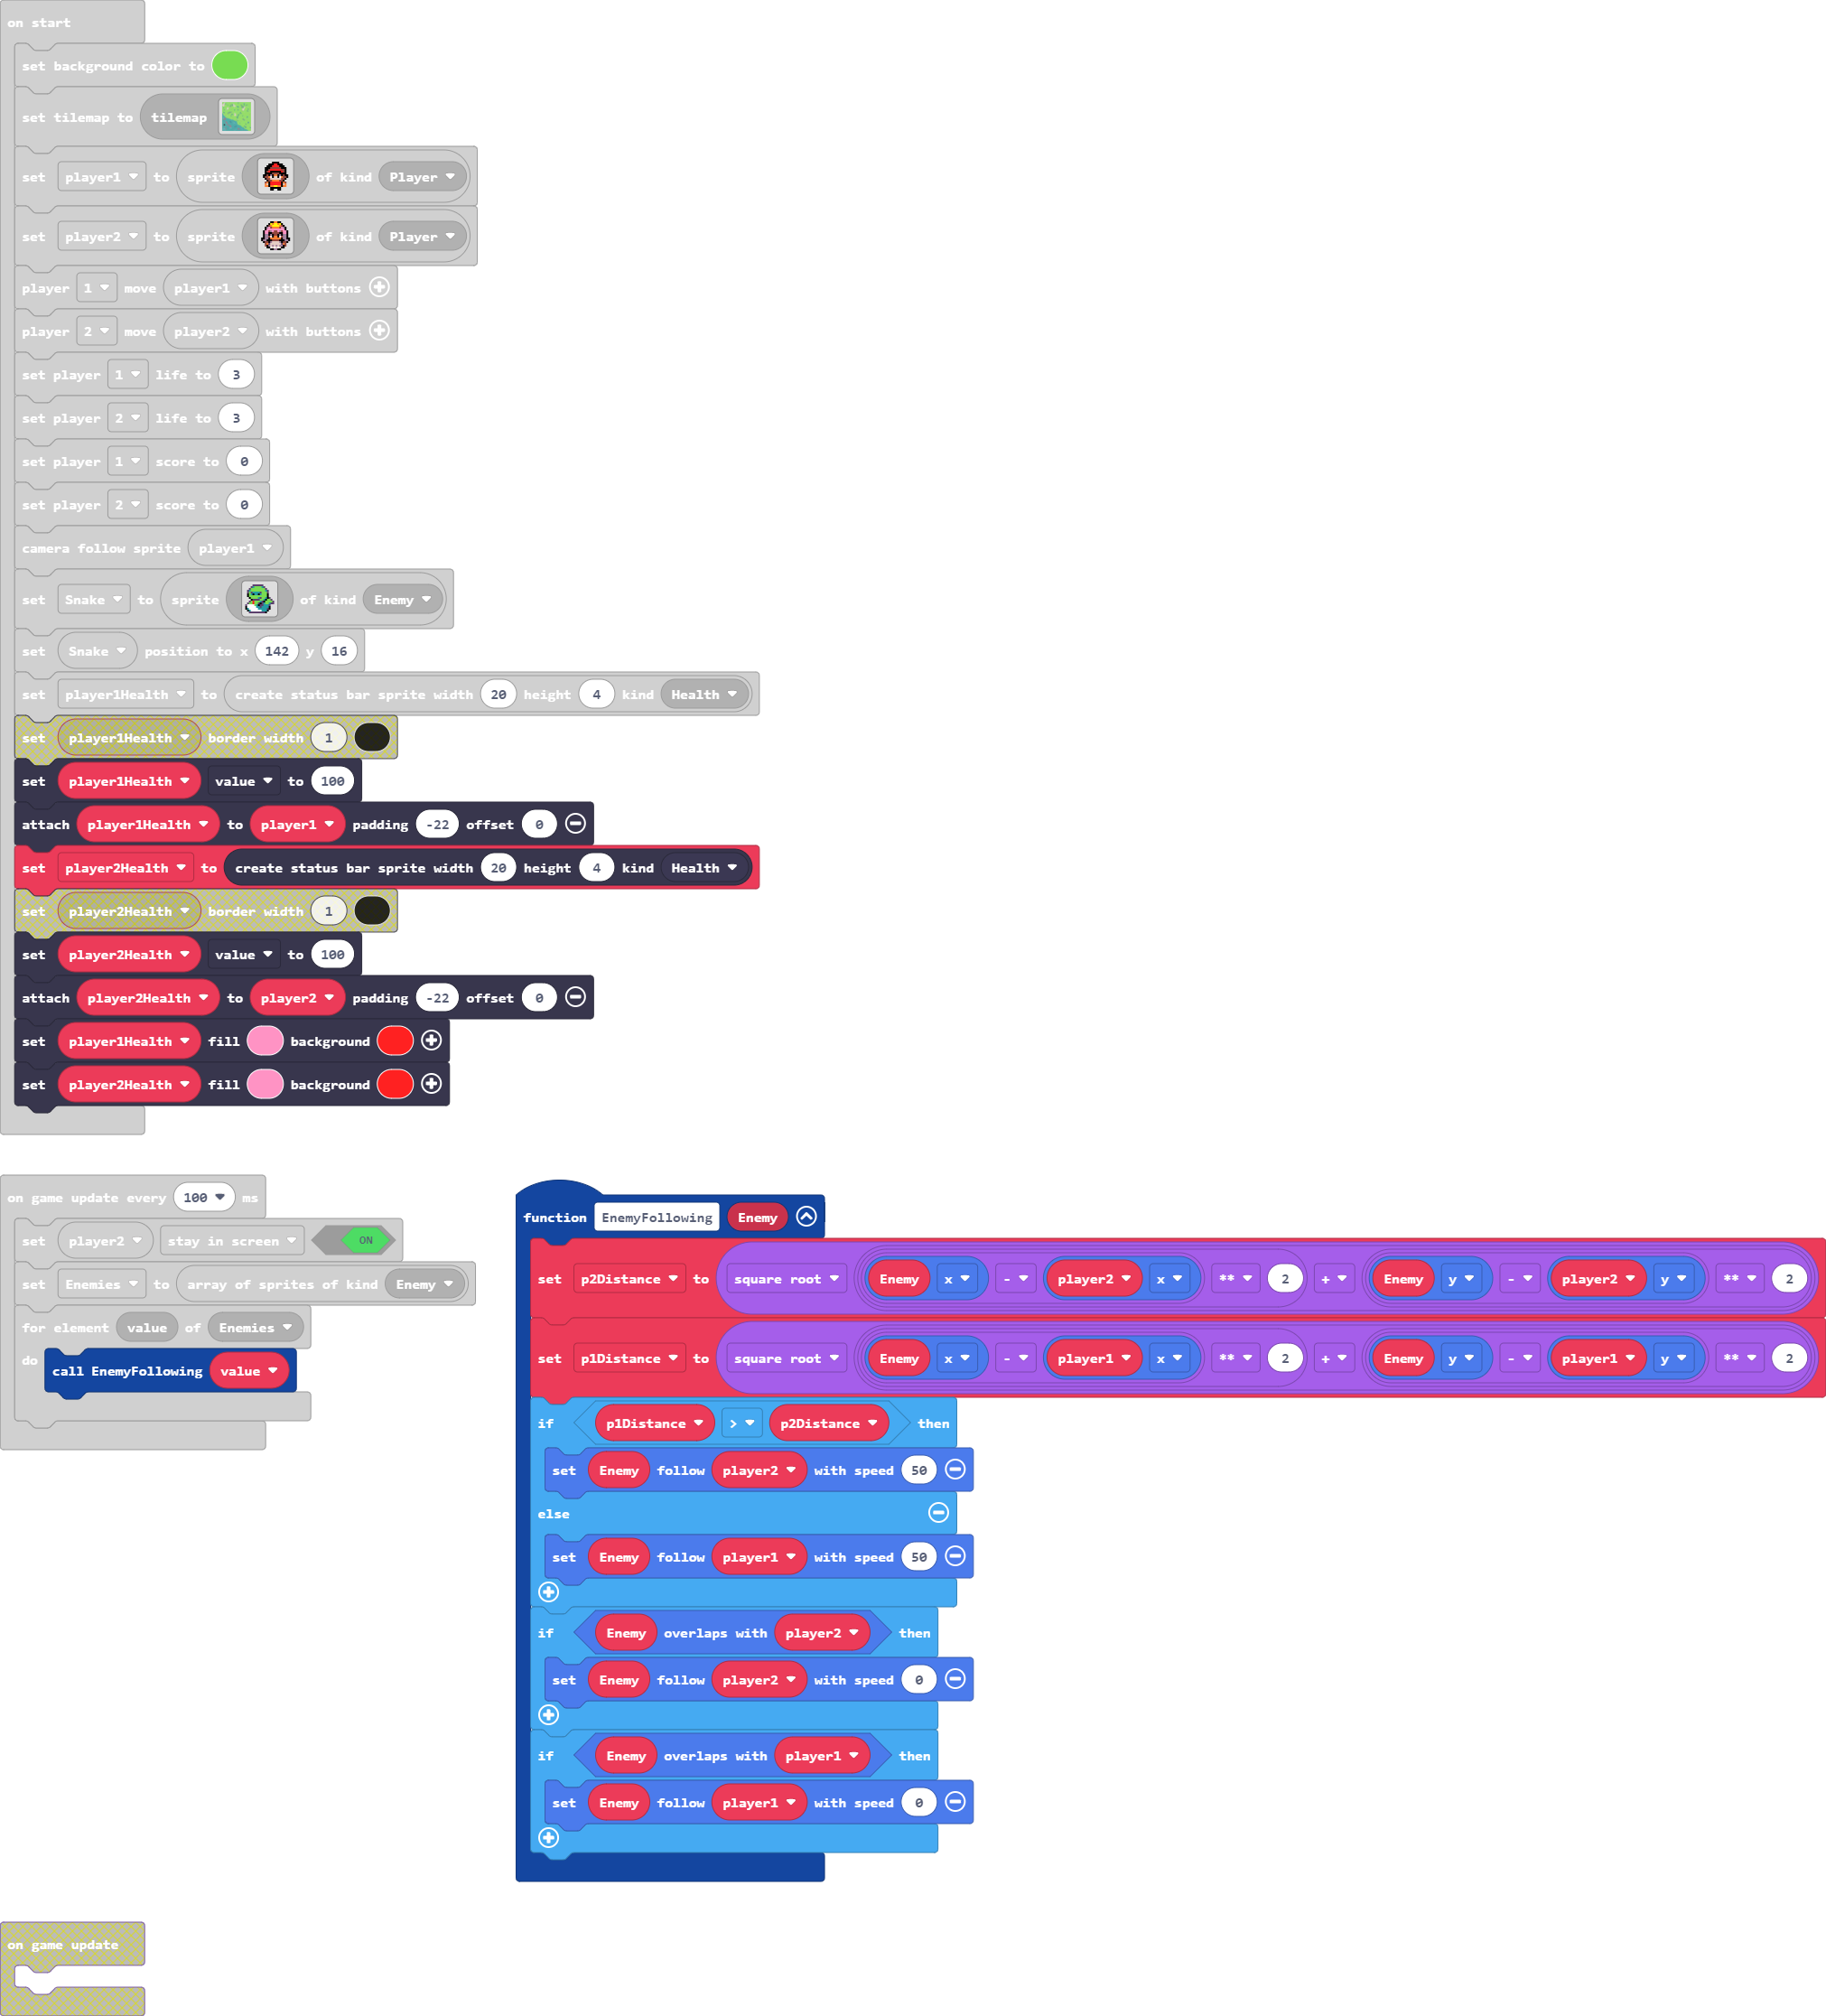 on start
set background color to
set tilemap to tilemap
set player1 to sprite of kind Player
set player2 to sprite of kind Player
player 1 move player1 with buttons
player 2 move player2 with buttons
set player 1 life to 3
set player 2 life to 3
set player 1 score to 0
set player 2 score to 0
camera follow sprite player1
set Snake to sprite of kind Enemy
set Snake position to x 142 y 16
set player1Health to create status bar sprite width 20 height 4 kind Health
set player1Health border width 1
set player1Health value to 100
attach player1Health to player1 padding -22 offset 0
set player2Health to create status bar sprite width 20 height 4 kind Health
set player2Health border width 1
set player2Health value to 100
attach player2Health to player2 padding -22 offset 0
set player1Health fill background
set player2Health fill background
on game update every 100 ms
set player2 stay in screen ON
set Enemies to array of sprites of kind Enemy
for element value of Enemies
do call EnemyFollowing value
function EnemyFollowing Enemy
set p2Distance to square root Enemy x - player2 x ** 2 + Enemy y - player2 y ** 2
set p1Distance to square root Enemy x - player1 x ** 2 + Enemy y - player1 y ** 2
if p1Distance > p2Distance then
set Enemy follow player2 with speed 50
else
set Enemy follow player1 with speed 50
if Enemy overlaps with player2 then
set Enemy follow player2 with speed 0
if Enemy overlaps with player1 then
set Enemy follow player1 with speed 0
on game update